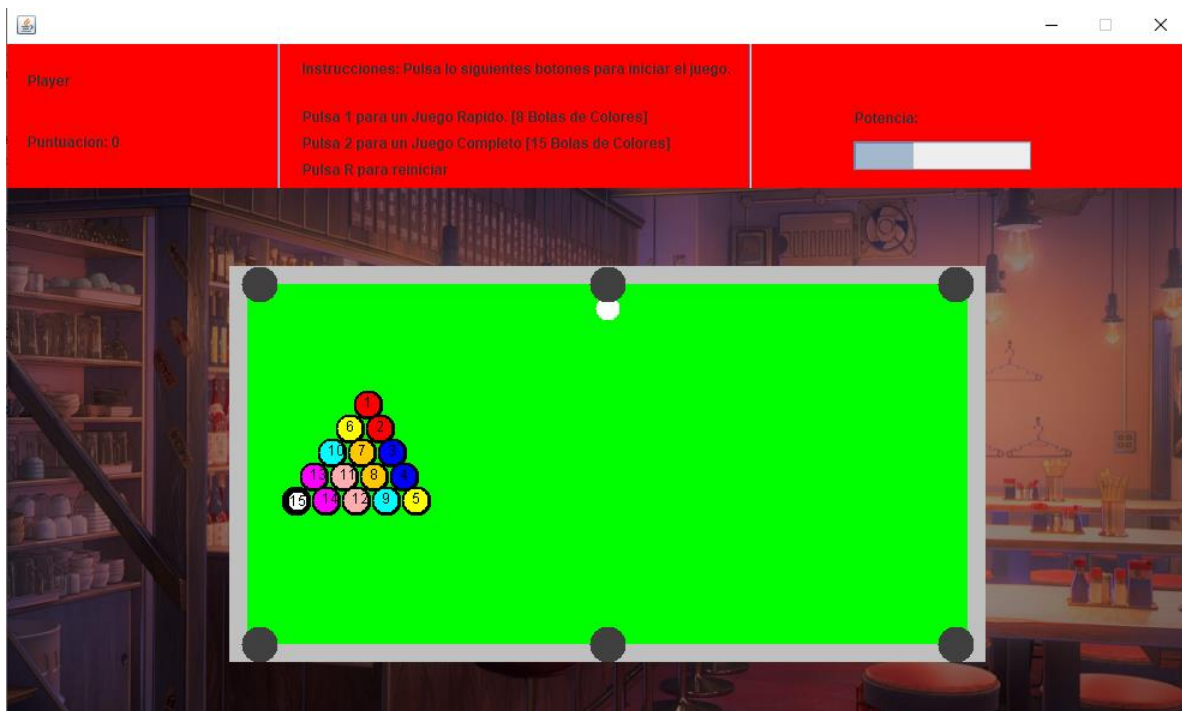 Player
Puntuacion: 0
Instrucciones: Pulsa lo siguientes botones para iniciar el juego.
Pulsa 1 para un Juego Rapido. [8 Bolas de Colores]
Pulsa 2 para un Juego Completo [15 Bolas de Colores]
Pulsa R para reiniciar
Potencia:
1
6 2
10 7 3
13 11 8 4
15 14 12 9 5